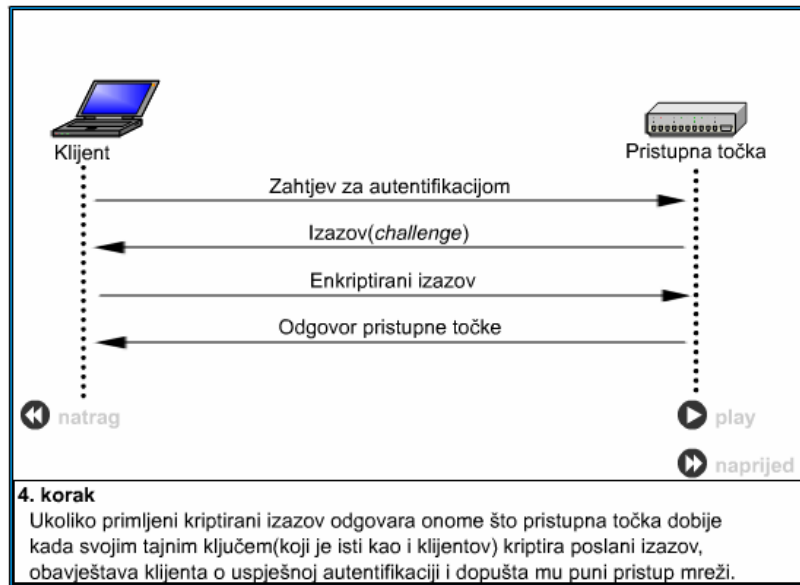 Klijent
Pristupna točka
Zahtjev za autentifikacijom
Izazov(challenge)
Enkriptirani izazov
Odgovor pristupne točke
natrag
play
naprijed
4. korak
Ukoliko primljeni kriptirani izazov odgovara onome što pristupna točka dobije
kada svojim tajnim ključem(koji je isti kao i klijentov) kriptira poslani izazov,
obavještava klijenta o uspješnoj autentifikaciji i dopušta mu puni pristup mreži.